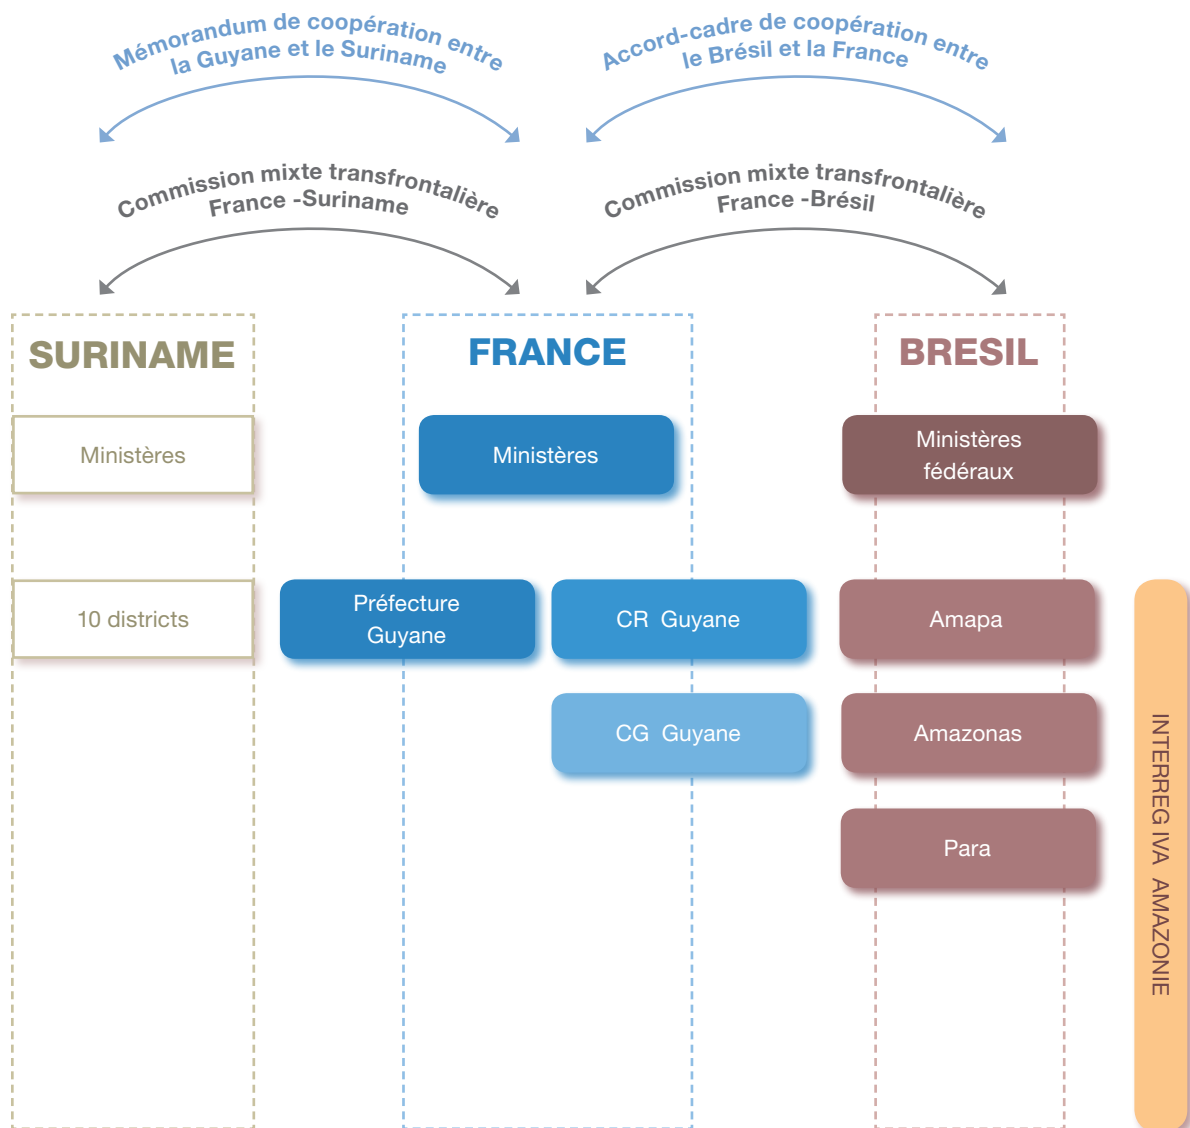 Mémorandum de coopération entre
la Guyane et le Suriname
Accord-cadre de coopération entre
le Brésil et la France
Commission mixte transfrontalière
France -Suriname
Commission mixte transfrontalière
France -Brésil
SURINAME
FRANCE
BRESIL
Ministères
Ministères
Ministères
fédéraux
10 districts
Préfecture
Guyane
CR Guyane
Amapa
CG Guyane
Amazonas
Para
INTERREG IVA AMAZONIE